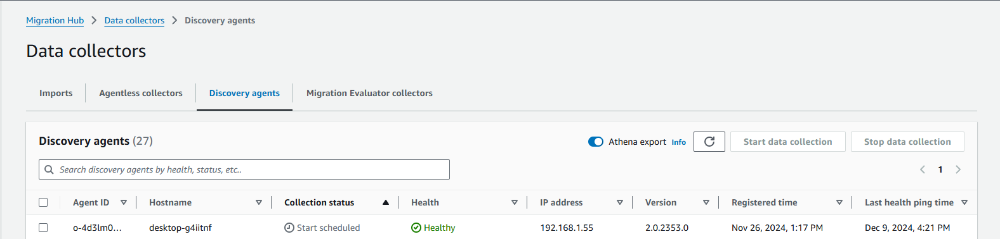 Migration Hub > Data collectors > Discovery agents
Data collectors
Imports Agentless collectors Discovery agents Migration Evaluator collectors
Discovery agents (27) Athena export Info Start data collection Stop data collection
Search discovery agents by health, status, etc.. < 1 >
Agent ID Hostname Collection status Health IP address Version Registered time Last health ping time
o-4d3lm0... desktop-g4iitnf Start scheduled Healthy 192.168.1.55 2.0.2353.0 Nov 26, 2024, 1:17 PM Dec 9, 2024, 4:21 PM